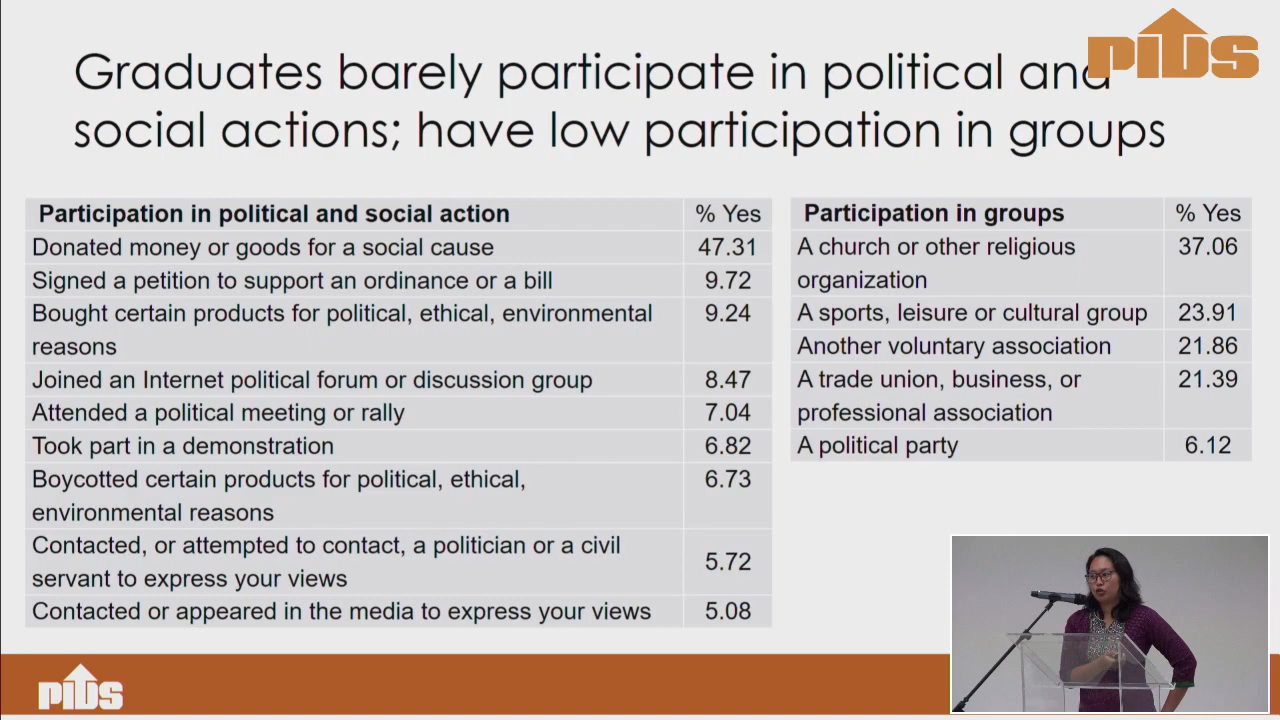 PIDS
Graduates barely participate in political and
social actions; have low participation in groups
Participation in political and social action % Yes
Donated money or goods for a social cause 47.31
Signed a petition to support an ordinance or a bill 9.72
Bought certain products for political, ethical, environmental 9.24
reasons
Joined an Internet political forum or discussion group 8.47
Attended a political meeting or rally 7.04
Took part in a demonstration 6.82
Boycotted certain products for political, ethical, 6.73
environmental reasons
Contacted, or attempted to contact, a politician or a civil
servant to express your views 5.72
Contacted or appeared in the media to express your views 5.08
Participation in groups % Yes
A church or other religious 37.06
organization
A sports, leisure or cultural group 23.91
Another voluntary association 21.86
A trade union, business, or 21.39
professional association
A political party 6.12
PIDS